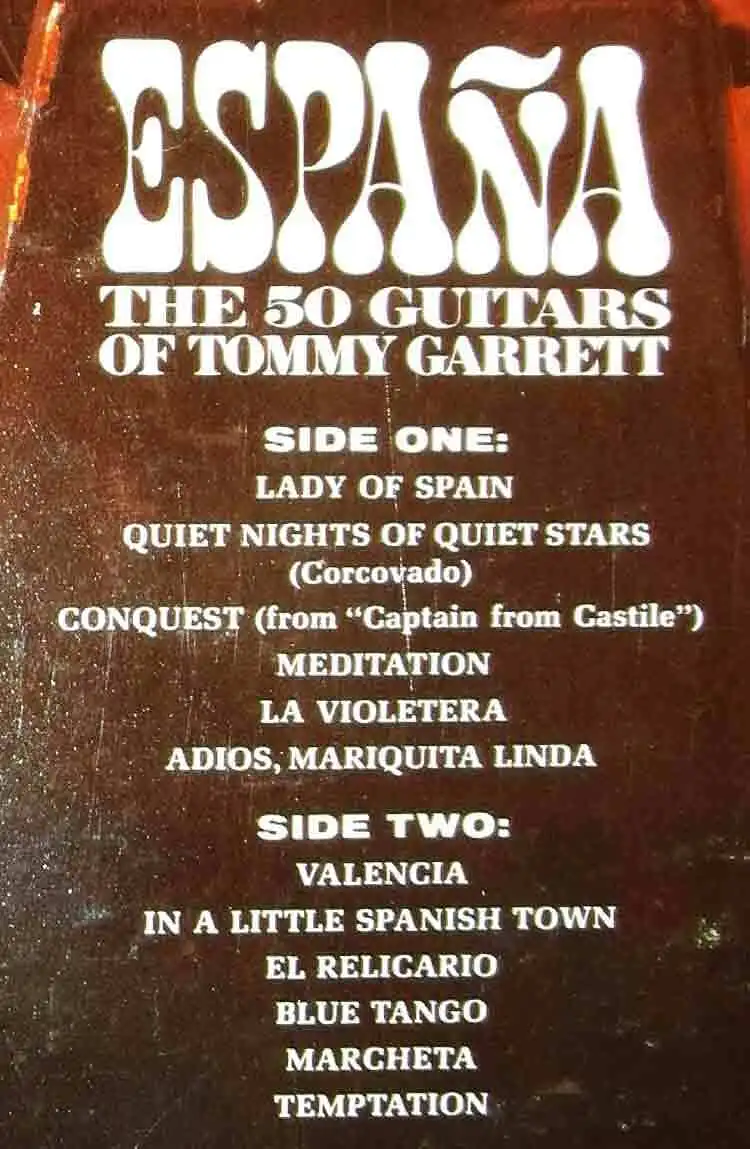 ESPAÑA
THE 50 GUITARS
OF TOMMY GARRETT
SIDE ONE:
LADY OF SPAIN
QUIET NIGHTS OF QUIET STARS
(Corcovado)
CONQUEST (from “Captain from Castile”)
MEDITATION
LA VIOLETERA
ADIOS, MARIQUITA LINDA
SIDE TWO:
VALENCIA
IN A LITTLE SPANISH TOWN
EL RELICARIO
BLUE TANGO
MARCHETA
TEMPTATION